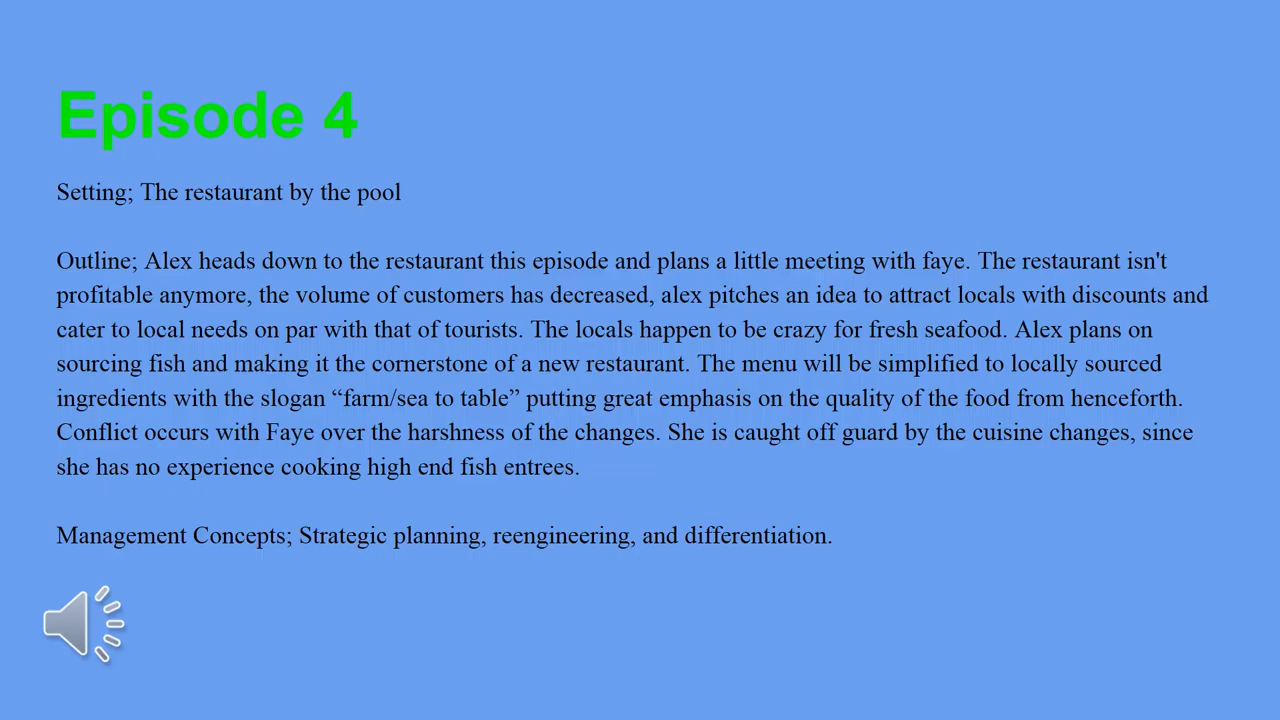 Episode 4
Setting; The restaurant by the pool
Outline; Alex heads down to the restaurant this episode and plans a little meeting with faye. The restaurant isn't
profitable anymore, the volume of customers has decreased, alex pitches an idea to attract locals with discounts and
cater to local needs on par with that of tourists. The locals happen to be crazy for fresh seafood. Alex plans on
sourcing fish and making it the cornerstone of a new restaurant. The menu will be simplified to locally sourced
ingredients with the slogan “farm/sea to table” putting great emphasis on the quality of the food from henceforth.
Conflict occurs with Faye over the harshness of the changes. She is caught off guard by the cuisine changes, since
she has no experience cooking high end fish entrees.
Management Concepts; Strategic planning, reengineering, and differentiation.